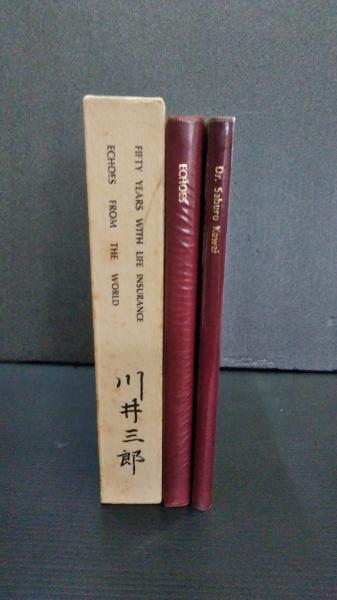 FIFTY YEARS WITH LIFE INSURANCE
ECHOES FROM THE WORLD
川井三郎
ECHOES
Dr. Saburo Kawai